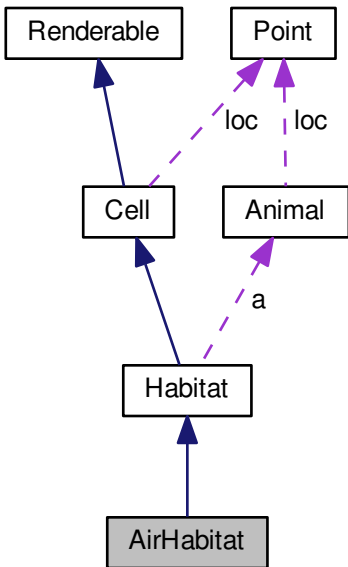 Renderable
Point
loc
loc
Cell
Animal
a
Habitat
AirHabitat